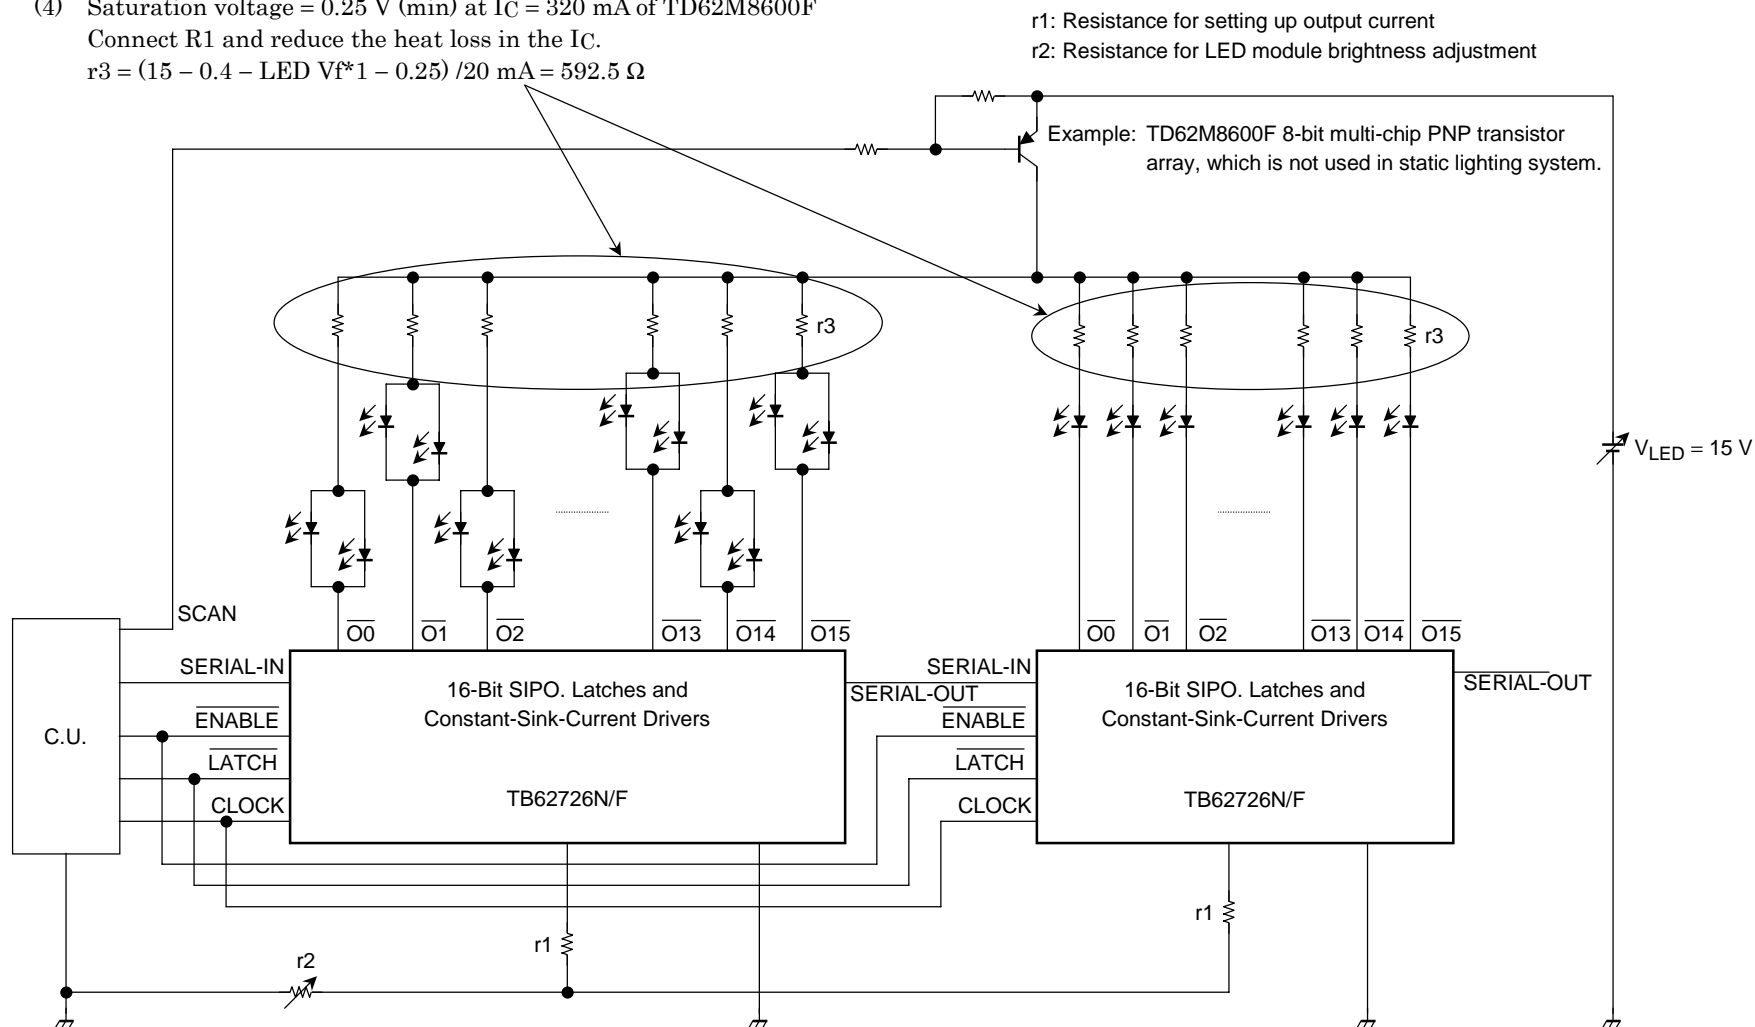 (4) Saturation voltage = 0.25 V (min) at IC = 320 mA of TD62M8600F
Connect R1 and reduce the heat loss in the IC.
r3 = (15 – 0.4 – LED Vf*1 – 0.25) /20 mA = 592.5 Ω
r1: Resistance for setting up output current
r2: Resistance for LED module brightness adjustment
Example: TD62M8600F 8-bit multi-chip PNP transistor
array, which is not used in static lighting system.
r3
r3
VLED = 15 V
SCAN
O0 O1 O2 O13 O14 O15
O0 O1 O2 O13 O14 O15
SERIAL-IN
SERIAL-OUT
SERIAL-IN
SERIAL-OUT
16-Bit SIPO. Latches and
Constant-Sink-Current Drivers
16-Bit SIPO. Latches and
Constant-Sink-Current Drivers
C.U.
ENABLE
ENABLE
LATCH
LATCH
CLOCK
CLOCK
TB62726N/F
TB62726N/F
r1
r1
r2